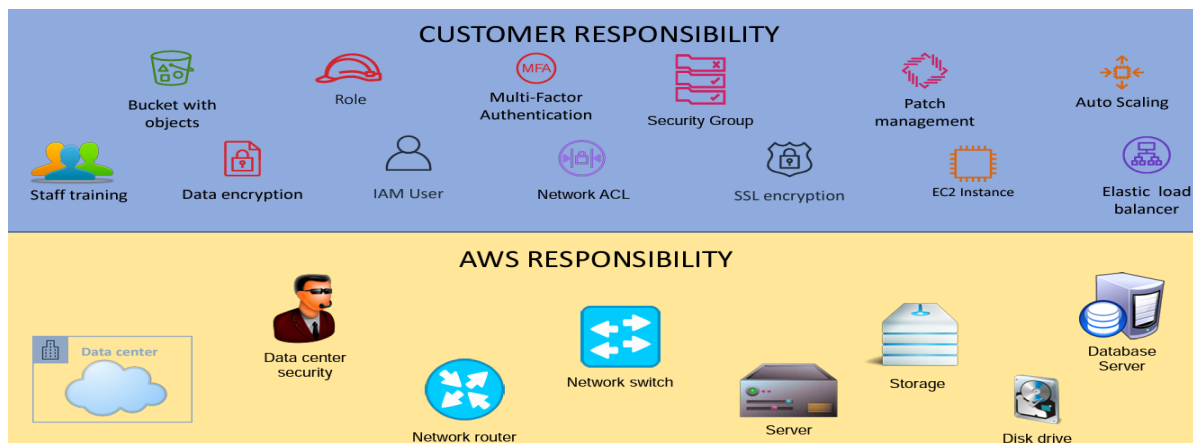 CUSTOMER RESPONSIBILITY
Bucket with
objects
Role
MFA
Multi-Factor
Authentication
Security Group
Patch
management
Auto Scaling
Staff training
Data encryption
IAM User
Network ACL
SSL encryption
EC2 Instance
Elastic load
balancer
AWS RESPONSIBILITY
Data center
Data center
security
Network router
Network switch
Server
Storage
Disk drive
Database
Server